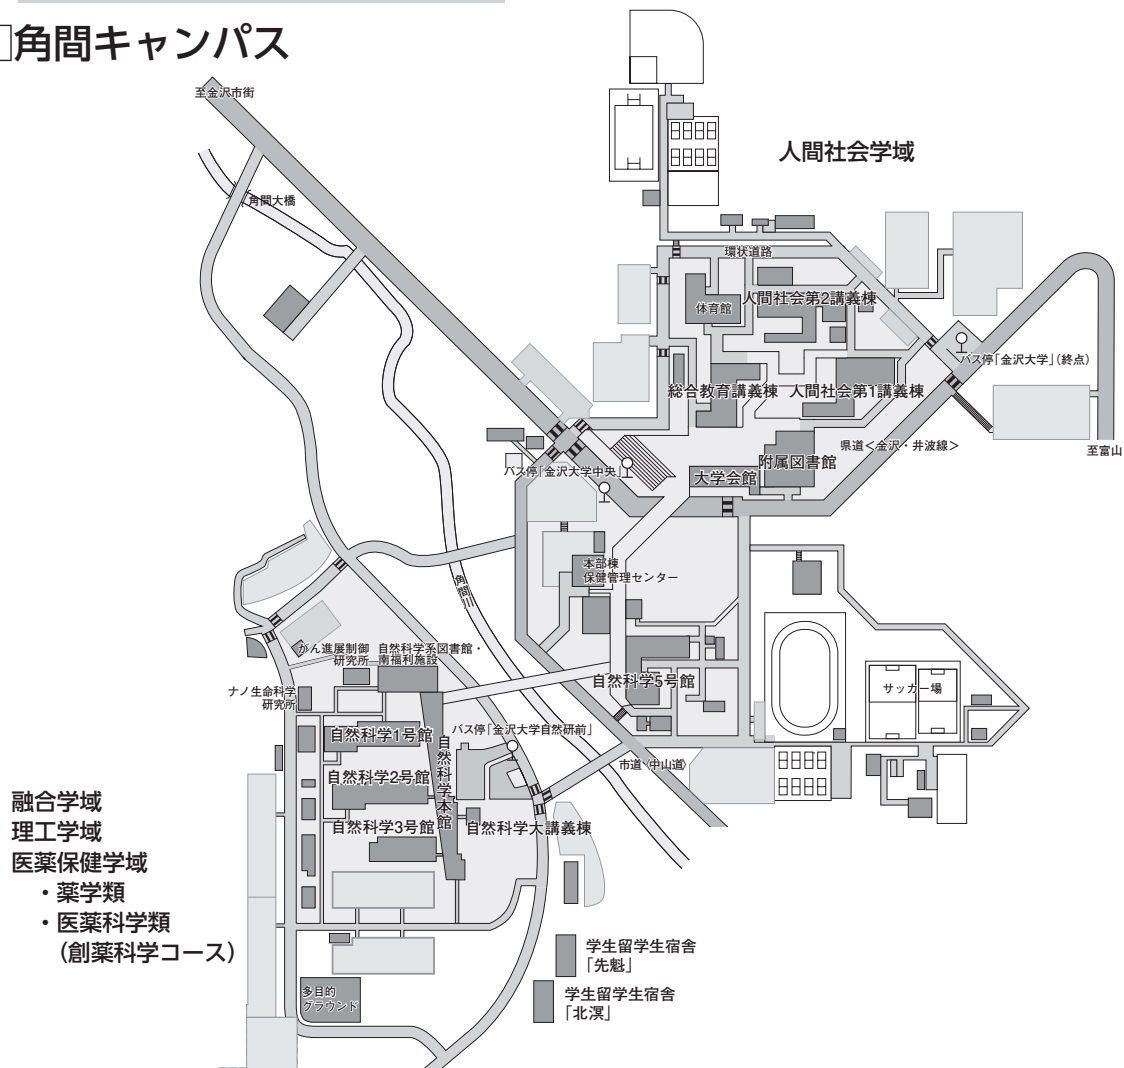 角間キャンパス
至金沢市街
人間社会学域
角間大橋
環状道路
体育館
人間社会第2講義棟
バス停「金沢大学」(終点)
総合教育講義棟
人間社会第1講義棟
県道<金沢・井波線>
至富山
附属図書館
バス停「金沢大学中央」
大学会館
本部棟
保健管理センター
角間川
がん進展制御
研究所
自然科学系図書館・
南福利施設
自然科学5号館
ナノ生命科学
研究所
サッカー場
自然科学1号館
バス停「金沢大学自然研前」
自然科学本館
市道〈中山道〉
自然科学2号館
自然科学3号館
自然科学大講義棟
融合学域
理工学域
医薬保健学域
・薬学類
・医薬科学類
(創薬科学コース)
学生留学生宿舎
「先魁」
学生留学生宿舎
「北溟」
多目的
グラウンド